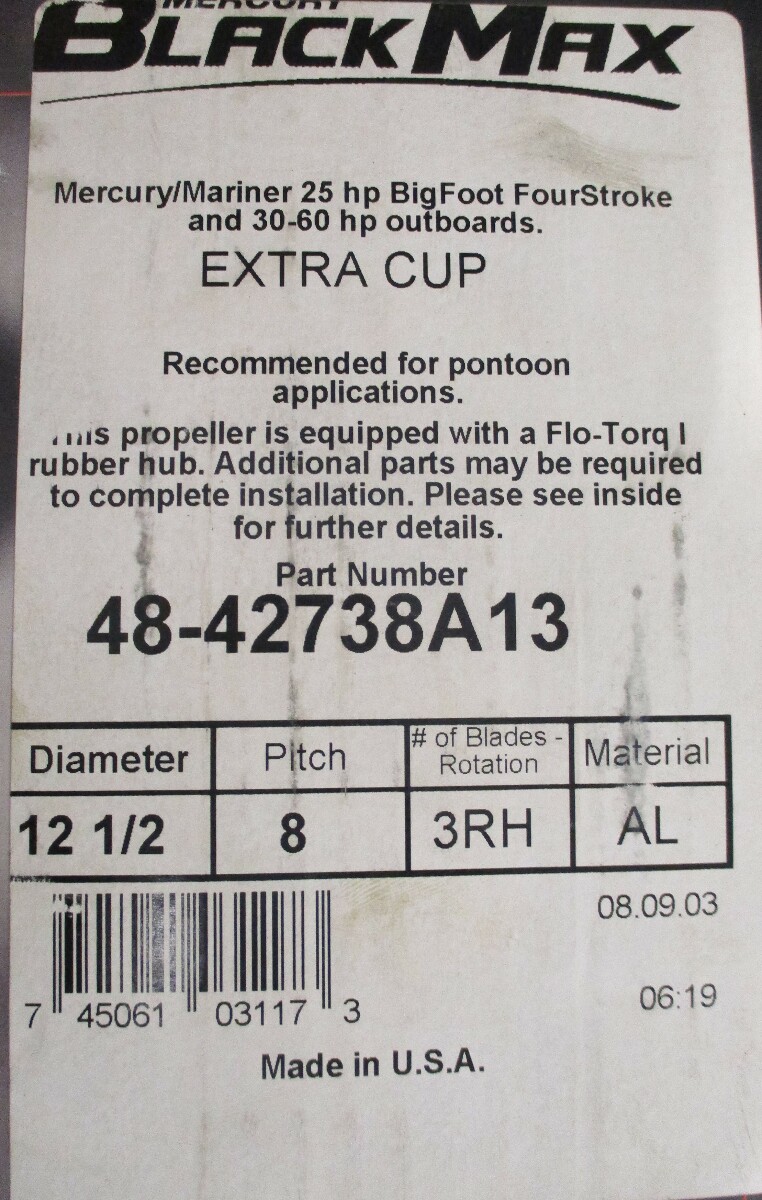 MERCURY
BLACKMAX
Mercury/Mariner 25 hp BigFoot FourStroke
and 30-60 hp outboards.
EXTRA CUP
Recommended for pontoon
applications.
This propeller is equipped with a Flo-Torq I
rubber hub. Additional parts may be required
to complete installation. Please see inside
for further details.
Part Number
48-42738A13
Diameter Pitch # of Blades - Rotation Material
12 1/2 8 3RH AL
08.09.03
06:19
7 45061 03117 3
Made in U.S.A.